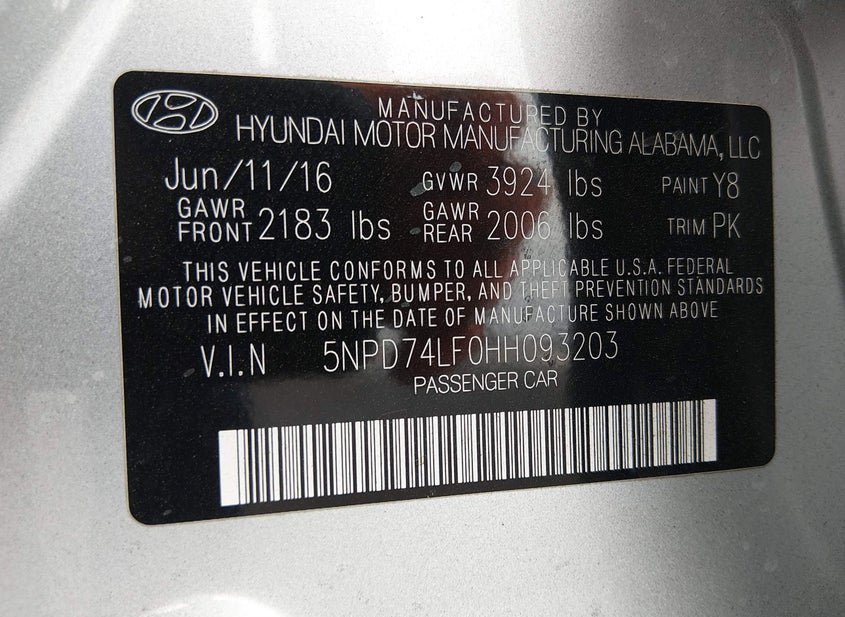 MANUFACTURED BY
HYUNDAI MOTOR MANUFACTURING ALABAMA, LLC
Jun/11/16 GVWR 3924 lbs PAINT Y8
GAWR FRONT 2183 lbs GAWR REAR 2006 lbs TRIM PK
THIS VEHICLE CONFORMS TO ALL APPLICABLE U.S.A. FEDERAL
MOTOR VEHICLE SAFETY, BUMPER, AND THEFT PREVENTION STANDARDS
IN EFFECT ON THE DATE OF MANUFACTURE SHOWN ABOVE
V.I.N 5NPD74LF0HH093203
PASSENGER CAR